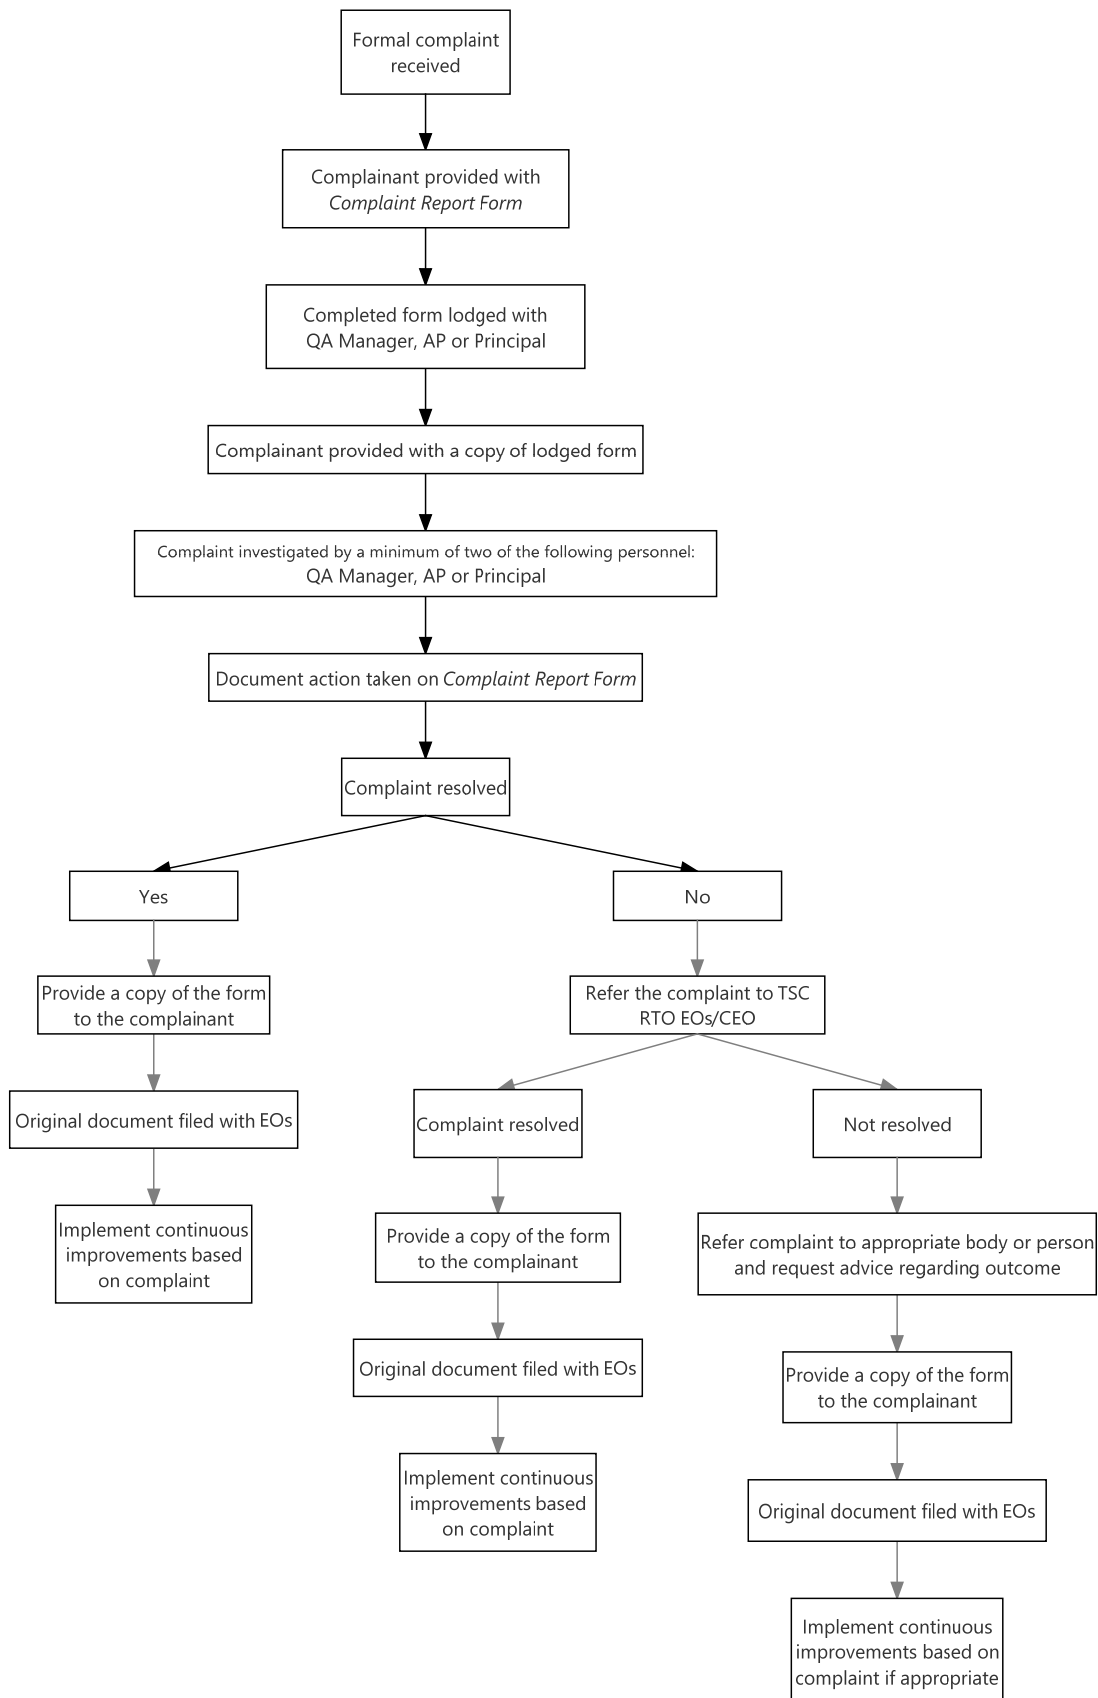 Formal complaint
received
Complainant provided with
Complaint Report Form
Completed form lodged with
QA Manager, AP or Principal
Complainant provided with a copy of lodged form
Complaint investigated by a minimum of two of the following personnel:
QA Manager, AP or Principal
Document action taken on Complaint Report Form
Complaint resolved
Yes
No
Provide a copy of the form
to the complainant
Refer the complaint to TSC
RTO EOs/CEO
Original document filed with EOs
Complaint resolved
Not resolved
Implement continuous
improvements based
on complaint
Provide a copy of the form
to the complainant
Refer complaint to appropriate body or person
and request advice regarding outcome
Original document filed with EOs
Provide a copy of the form
to the complainant
Implement continuous
improvements based
on complaint
Original document filed with EOs
Implement continuous
improvements based on
complaint if appropriate